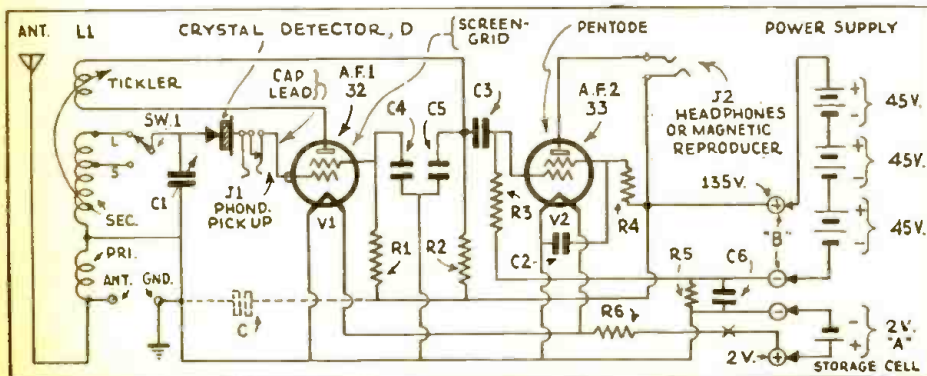 ANT. L1 CRYSTAL DETECTOR, D SCREEN-
GRID PENTODE POWER SUPPLY
TICKLER
CAP
LEAD
A.F.1
32
C4 C5 C3
A.F.2
33
J2
HEADPHONES
OR MAGNETIC
REPRODUCER
+
-
45V.
SW.1
L
S
+
-
45V.
C1
J1
PHONO.
PICK UP
135V.
+
SEC.
V1
R3
V2
R4
"B"
+
-
45V.
PRI.
R1 R2
C2
R5 C6
-
ANT. GND.
C
R6
-
-
+
2V.
"A"
2V.
+
STORAGE CELL